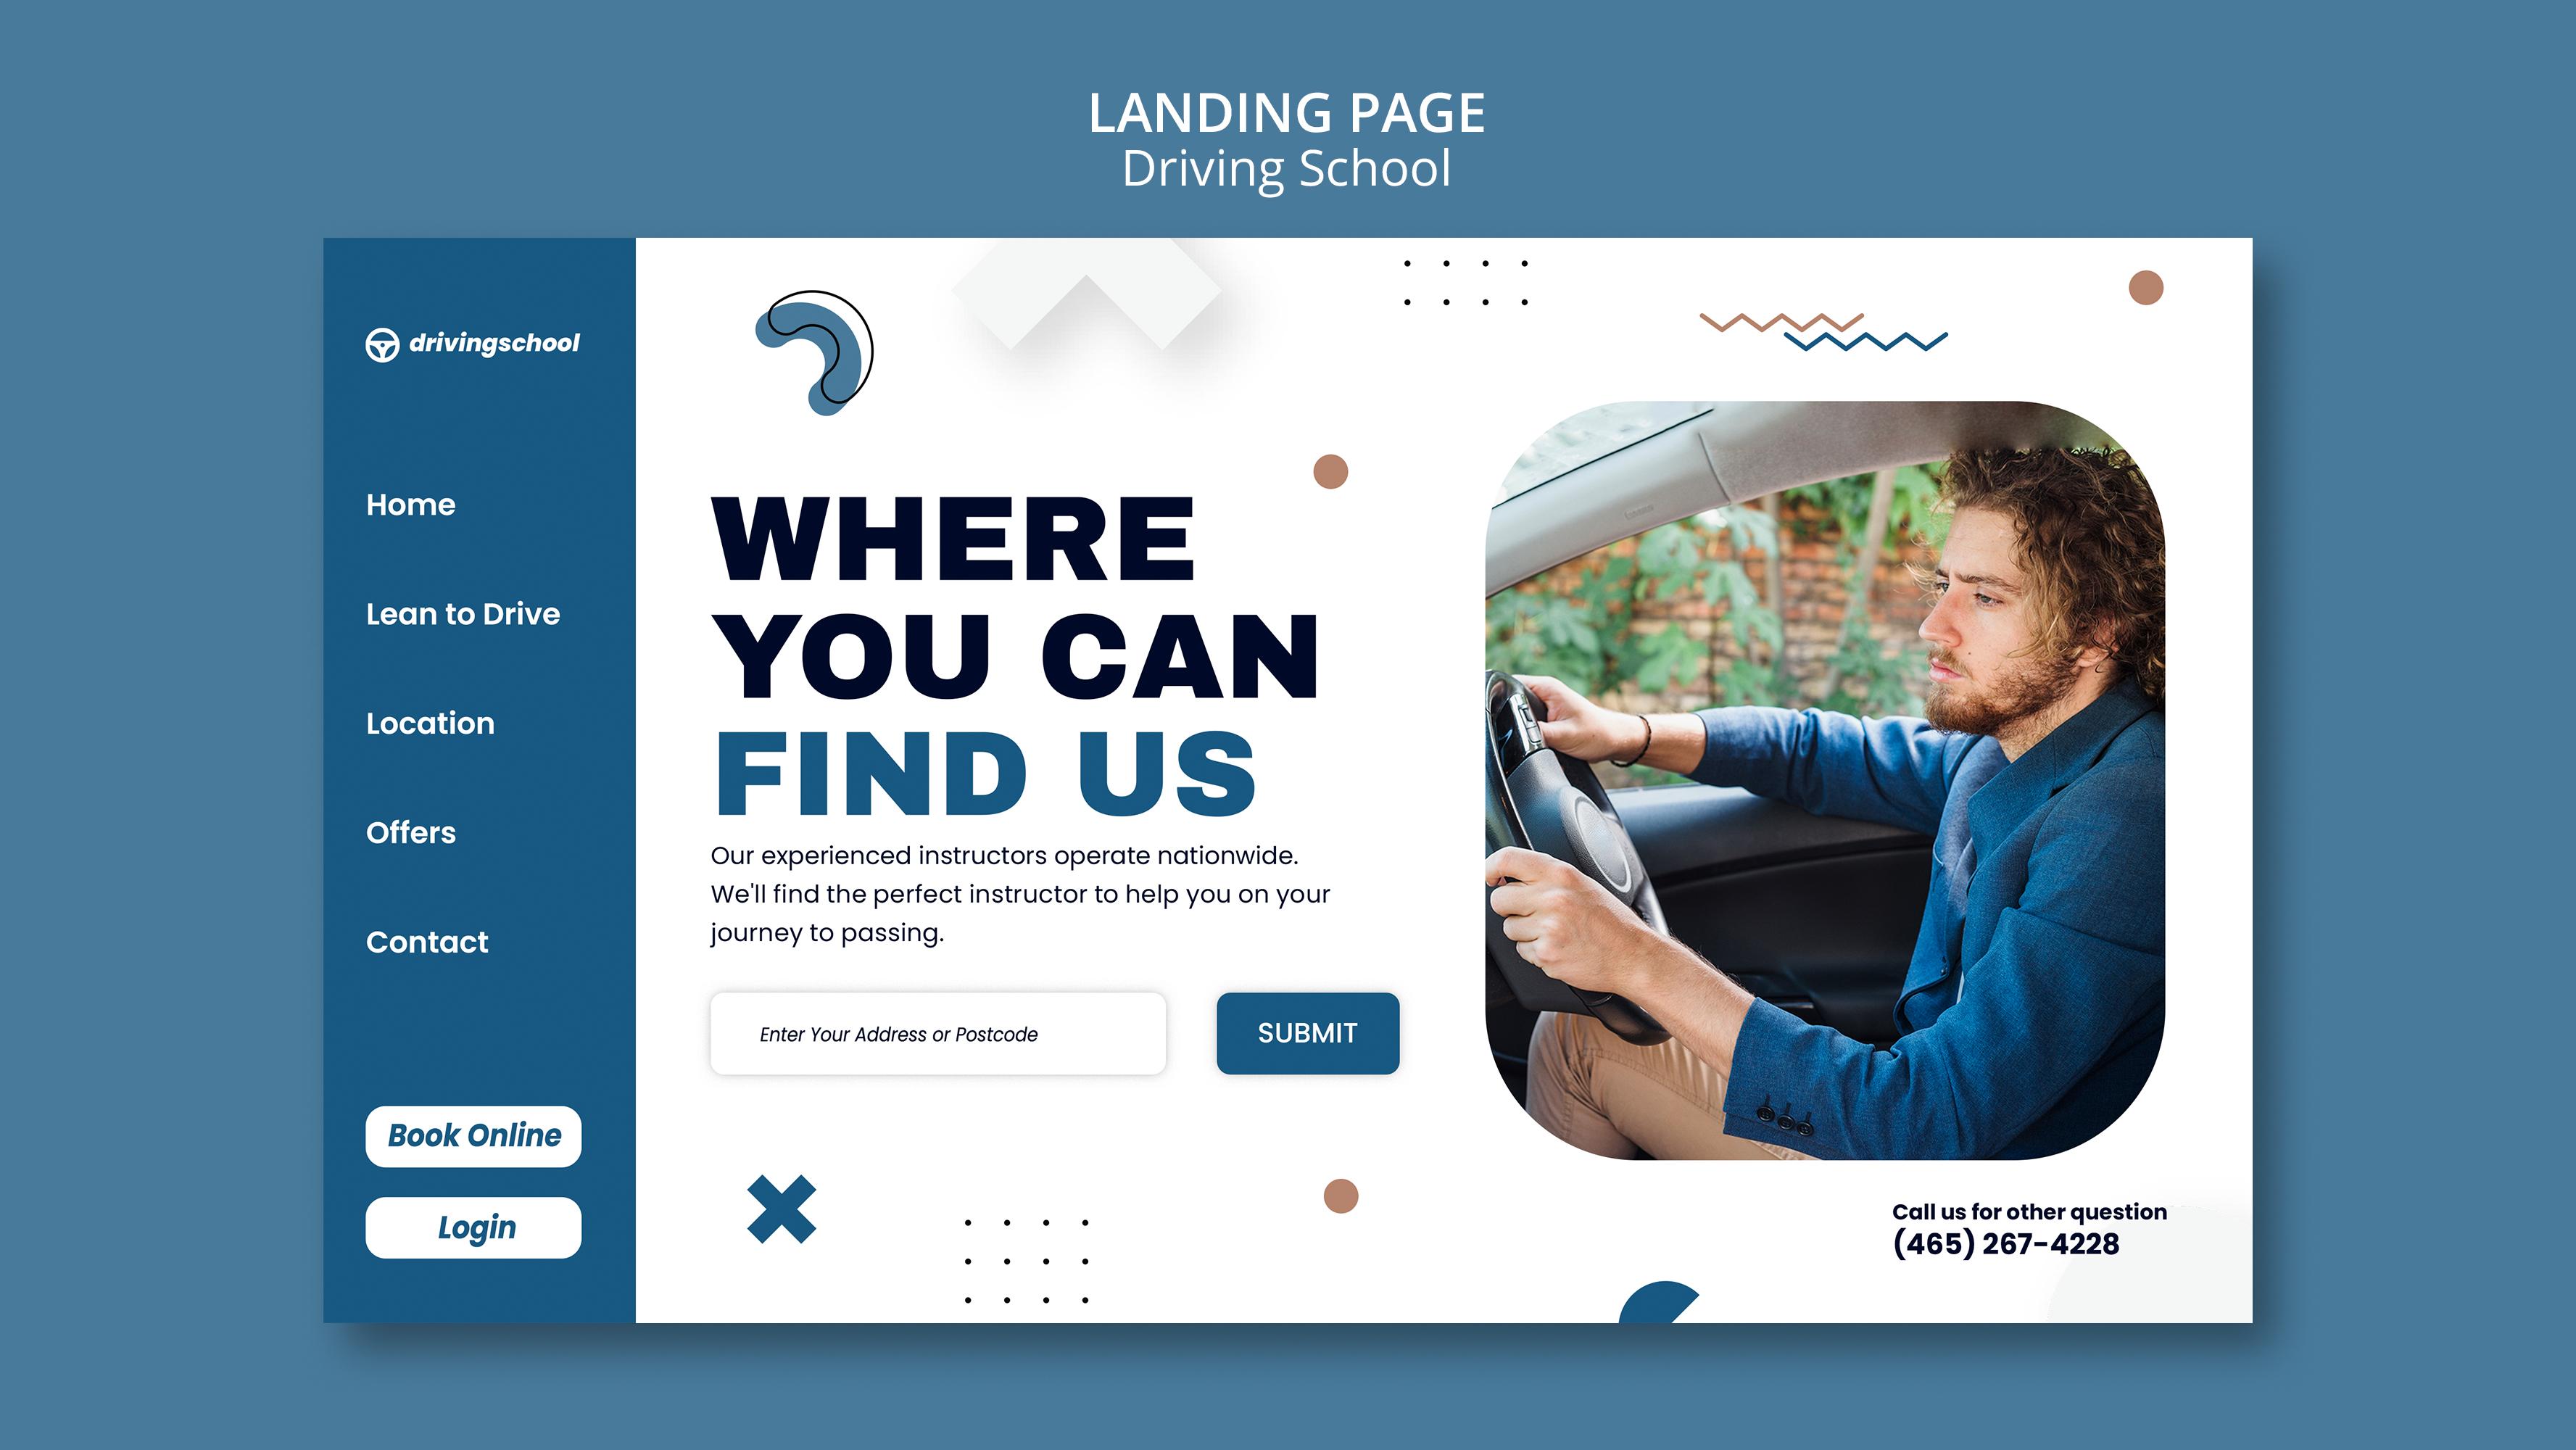 LANDING PAGE
Driving School
drivingschool
Home
Lean to Drive
Location
Offers
Contact
Book Online
Login
WHERE
YOU CAN
FIND US
Our experienced instructors operate nationwide.
We'll find the perfect instructor to help you on your
journey to passing.
Enter Your Address or Postcode
SUBMIT
Call us for other question
(465) 267-4228